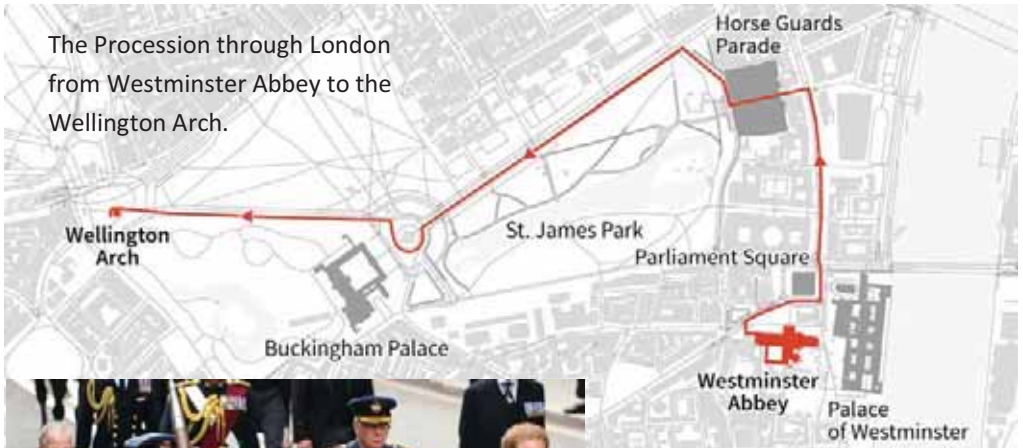 The Procession through London
from Westminster Abbey to the
Wellington Arch.
Horse Guards
Parade
Wellington
Arch
St. James Park
Parliament Square
Buckingham Palace
Westminster
Abbey
Palace
of Westminster